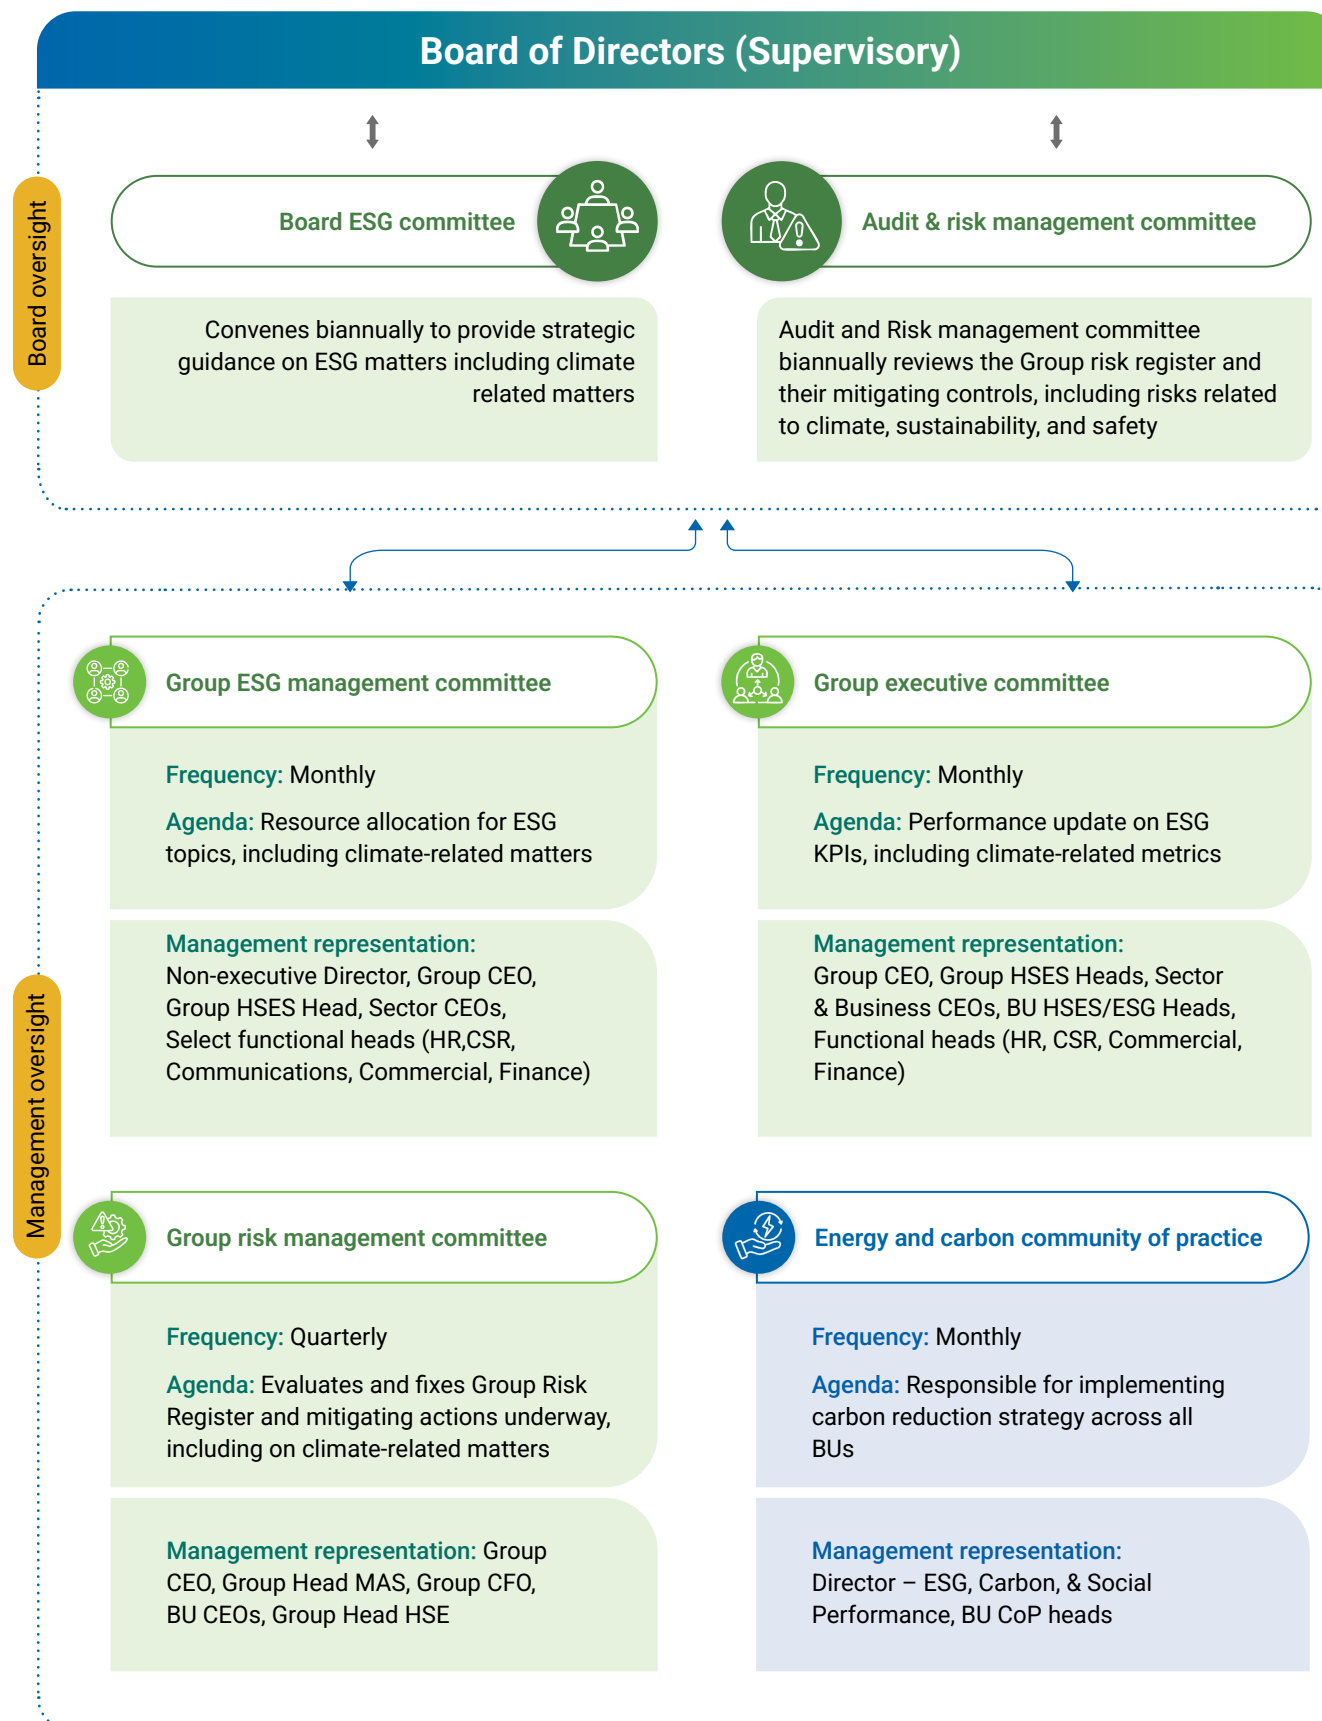 Board of Directors (Supervisory)
Board oversight
Board ESG committee
Convenes biannually to provide strategic
guidance on ESG matters including climate
related matters
Audit & risk management committee
Audit and Risk management committee
biannually reviews the Group risk register and
their mitigating controls, including risks related
to climate, sustainability, and safety
Management oversight
Group ESG management committee
Frequency: Monthly
Agenda: Resource allocation for ESG
topics, including climate-related matters
Management representation:
Non-executive Director, Group CEO,
Group HSES Head, Sector CEOs,
Select functional heads (HR,CSR,
Communications, Commercial, Finance)
Group executive committee
Frequency: Monthly
Agenda: Performance update on ESG
KPIs, including climate-related metrics
Management representation:
Group CEO, Group HSES Heads, Sector
& Business CEOs, BU HSES/ESG Heads,
Functional heads (HR, CSR, Commercial,
Finance)
Group risk management committee
Frequency: Quarterly
Agenda: Evaluates and fixes Group Risk
Register and mitigating actions underway,
including on climate-related matters
Management representation: Group
CEO, Group Head MAS, Group CFO,
BU CEOs, Group Head HSE
Energy and carbon community of practice
Frequency: Monthly
Agenda: Responsible for implementing
carbon reduction strategy across all
BUs
Management representation:
Director – ESG, Carbon, & Social
Performance, BU CoP heads